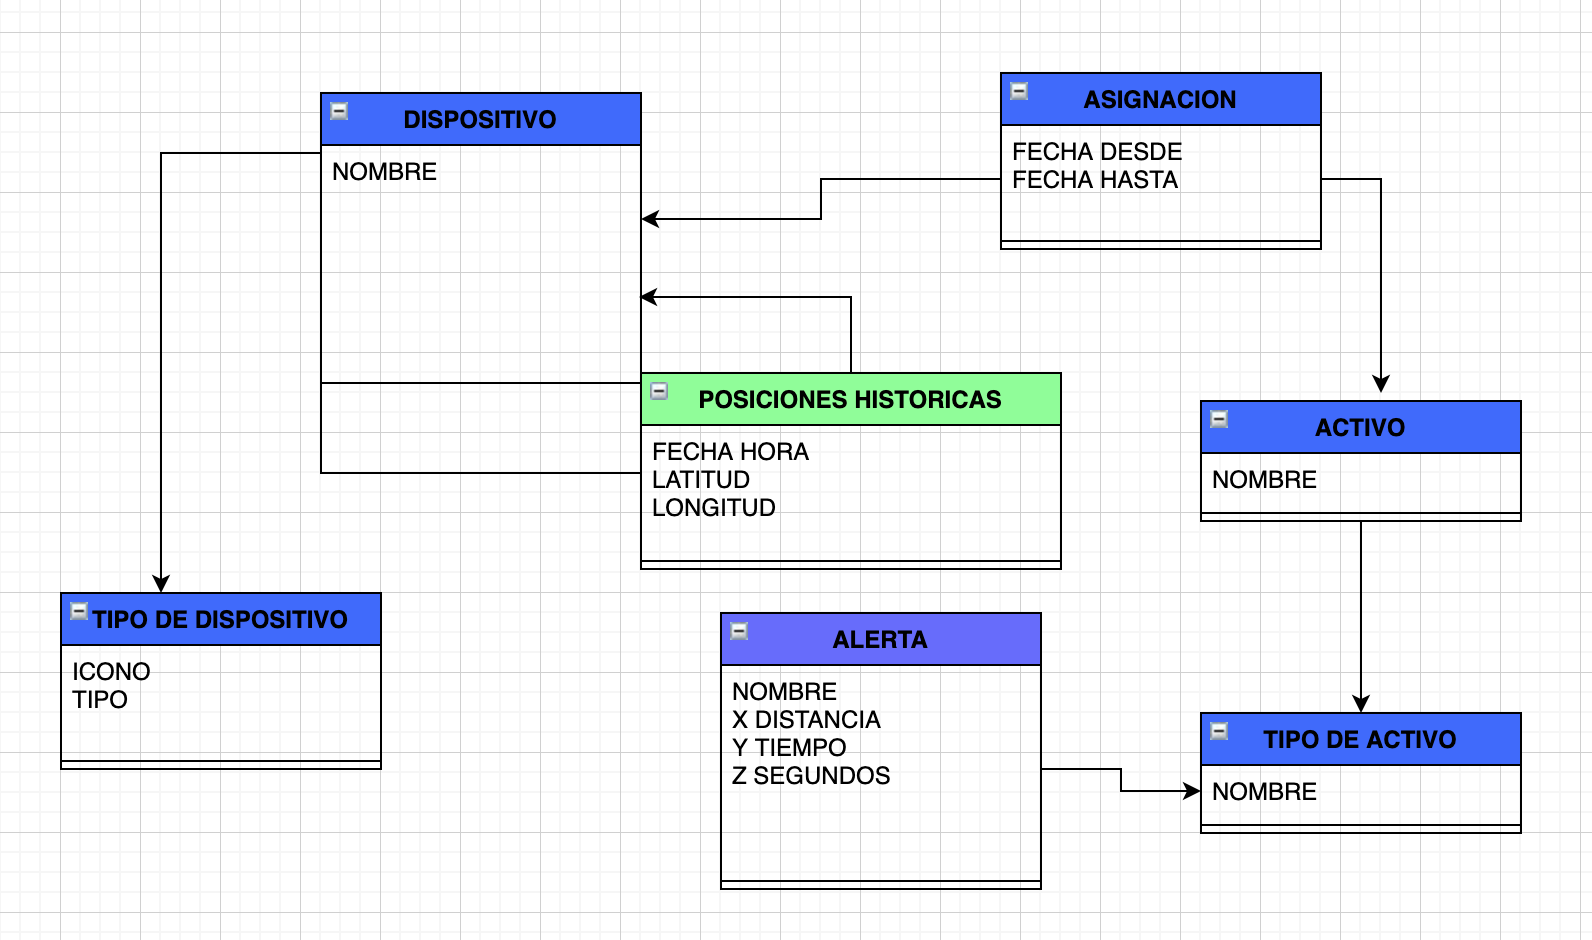 DISPOSITIVO
NOMBRE
ASIGNACION
FECHA DESDE
FECHA HASTA
POSICIONES HISTORICAS
FECHA HORA
LATITUD
LONGITUD
ACTIVO
NOMBRE
TIPO DE DISPOSITIVO
ICONO
TIPO
ALERTA
NOMBRE
X DISTANCIA
Y TIEMPO
Z SEGUNDOS
TIPO DE ACTIVO
NOMBRE